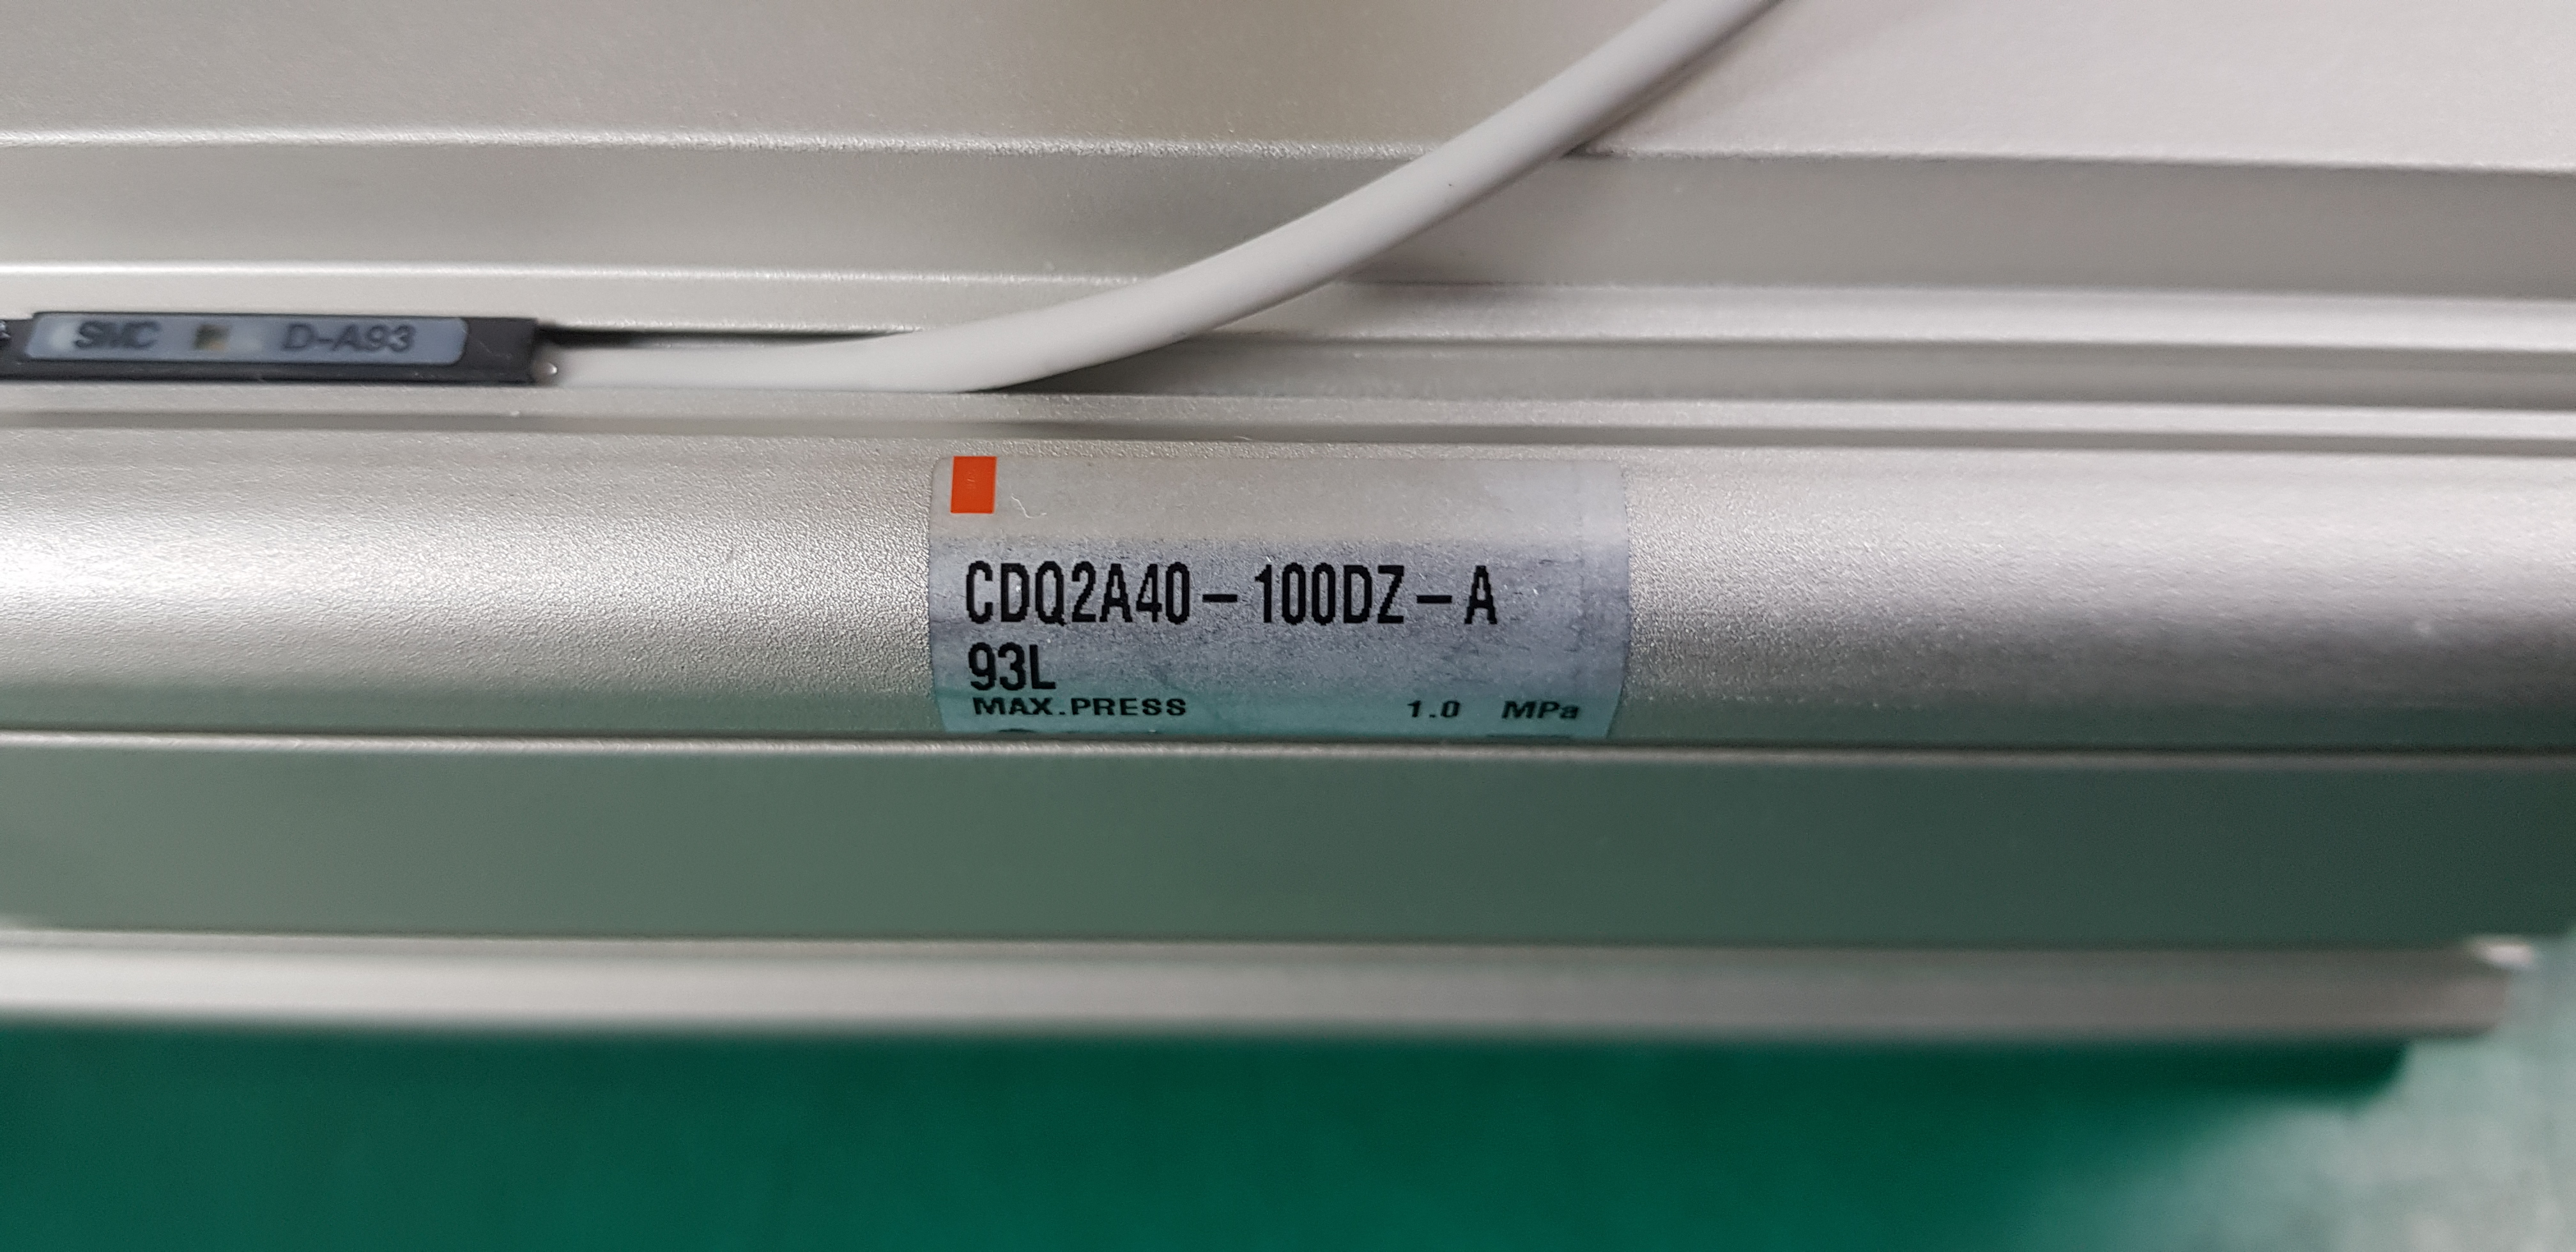 SMC D-A93
CDQ2A40-100DZ-A
93L
MAX.PRESS 1.0 MPa